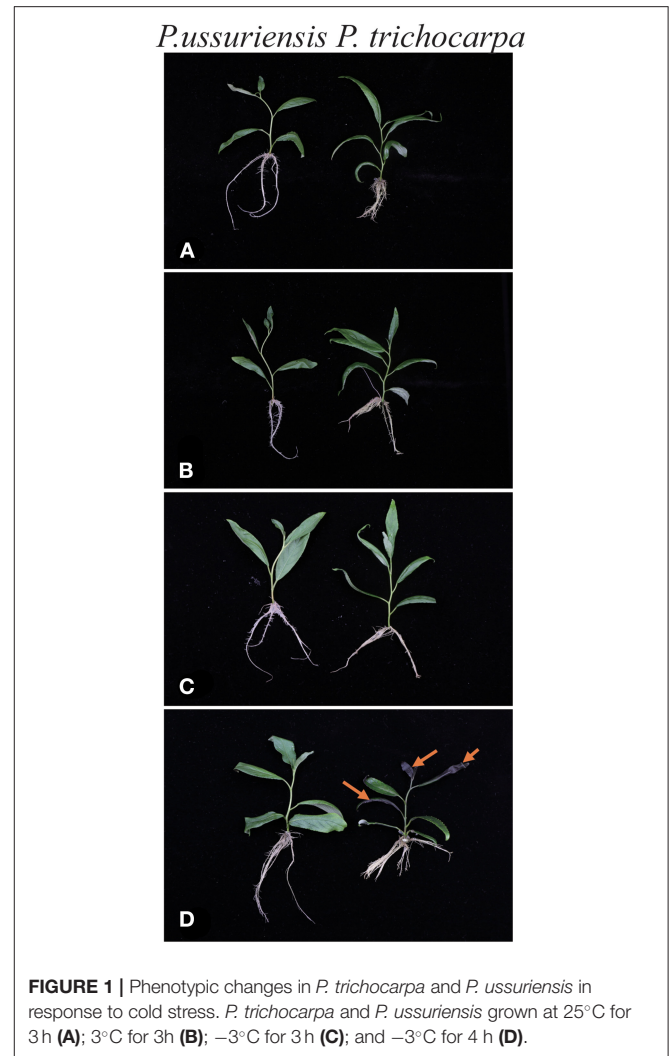 P.ussuriensis P. trichocarpa
A
B
C
D
FIGURE 1 | Phenotypic changes in P. trichocarpa and P. ussuriensis in
response to cold stress. P. trichocarpa and P. ussuriensis grown at 25°C for
3 h (A); 3°C for 3h (B); −3°C for 3 h (C); and −3°C for 4 h (D).